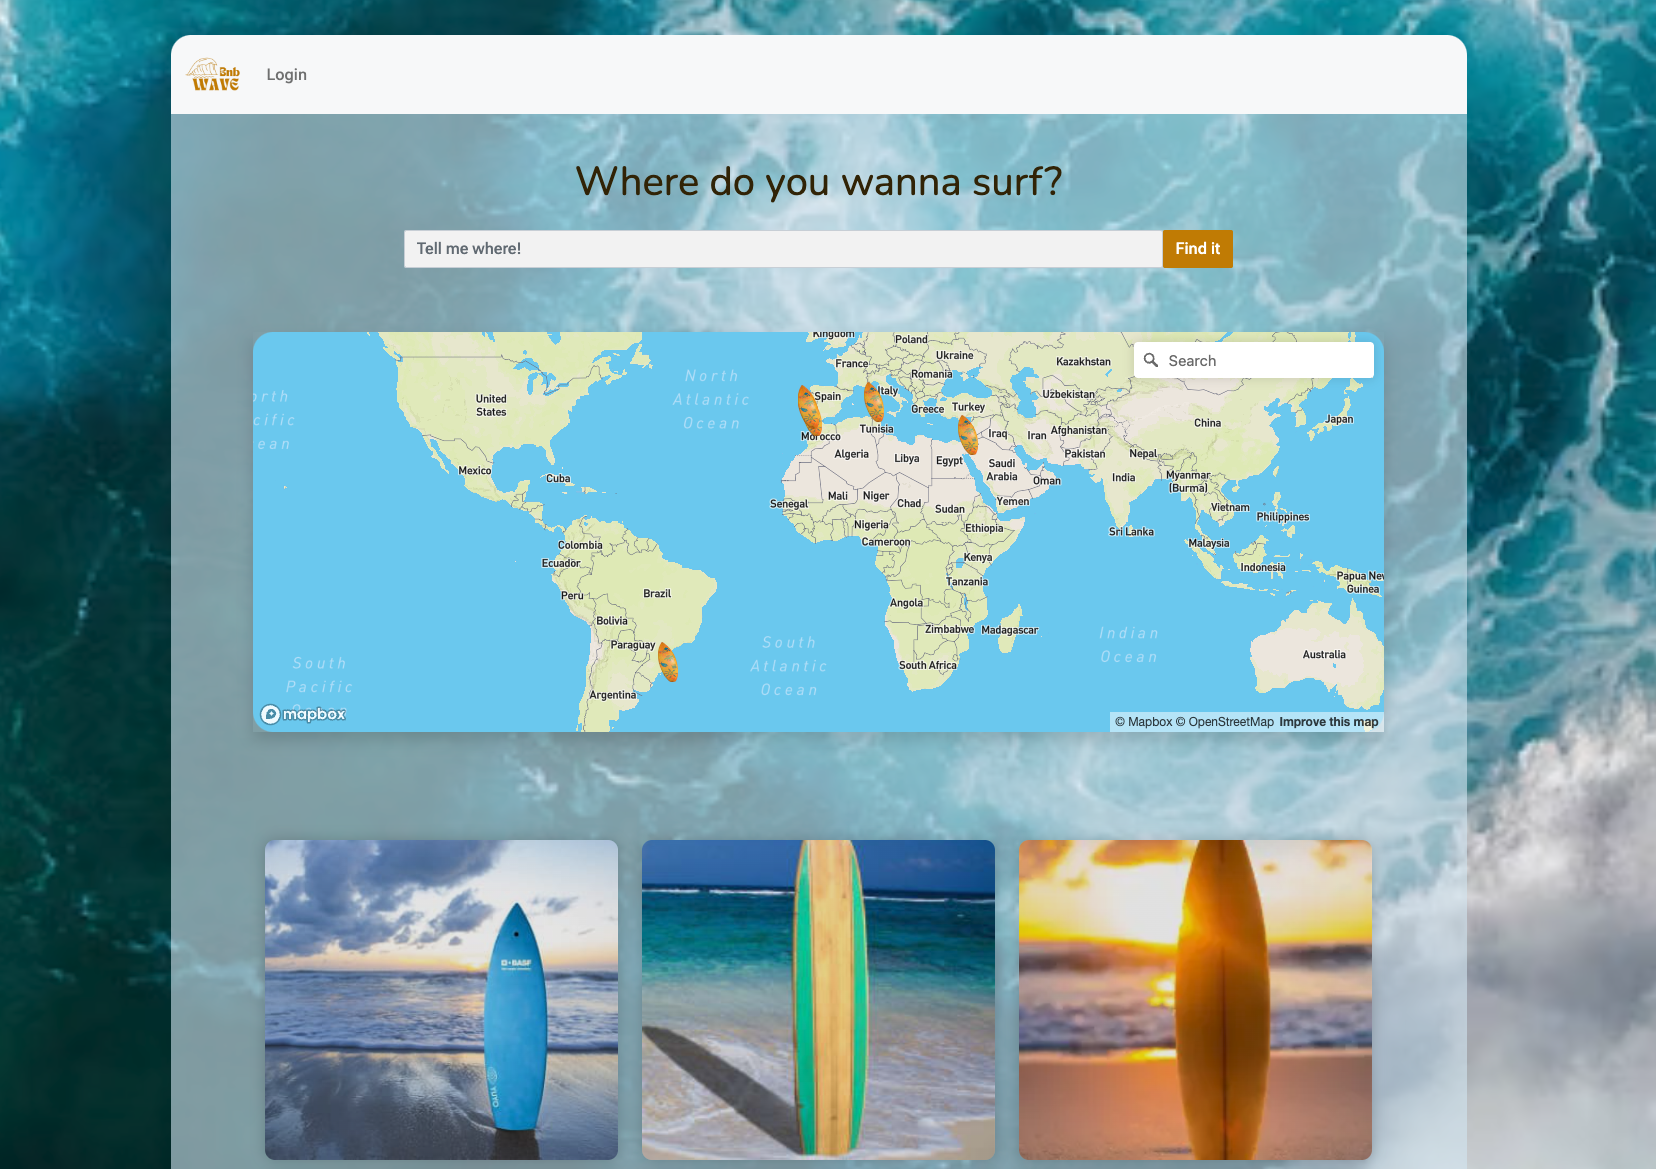 Bnb
WAVE
Login
Where do you wanna surf?
Tell me where!
Find it
Search
Kingdom
Poland
Ukraine
Kazakhstan
France
Romania
North
Atlantic
Ocean
United
States
Spain
Italy
Greece
Turkey
Uzbekistan
Japan
China
Morocco
Tunisia
Iraq
Iran
Afghanistan
Algeria
Libya
Egypt
Pakistan
Nepal
Mexico
Cuba
Saudi
Arabia
Oman
India
Myanmar
(Burma)
Senegal
Mali
Niger
Chad
Sudan
Yemen
Vietnam
Philippines
Nigeria
Ethiopia
Sri Lanka
Cameroon
Malaysia
Colombia
Ecuador
Kenya
Indonesia
Peru
Brazil
Tanzania
Papua New
Guinea
Angola
Bolivia
Zimbabwe
Madagascar
Indian
Ocean
Paraguay
South
Atlantic
Ocean
South Africa
Australia
South
Pacific
Ocean
Argentina
mapbox
© Mapbox © OpenStreetMap Improve this map
BASF
YUYO